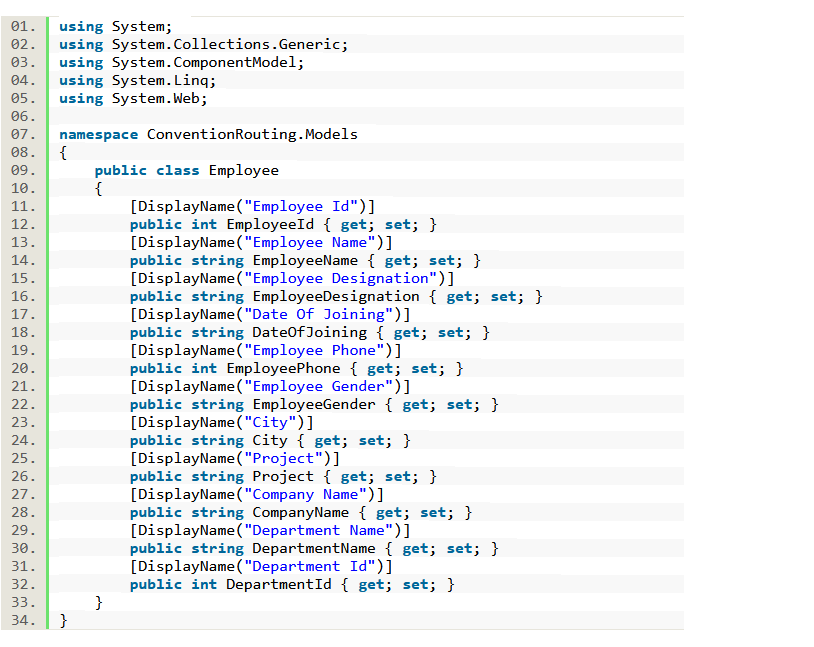 01. using System;
02. using System.Collections.Generic;
03. using System.ComponentModel;
04. using System.Linq;
05. using System.Web;
06.
07. namespace ConventionRouting.Models
08. {
09.     public class Employee
10.     {
11.         [DisplayName("Employee Id")]
12.         public int EmployeeId { get; set; }
13.         [DisplayName("Employee Name")]
14.         public string EmployeeName { get; set; }
15.         [DisplayName("Employee Designation")]
16.         public string EmployeeDesignation { get; set; }
17.         [DisplayName("Date Of Joining")]
18.         public string DateOfJoining { get; set; }
19.         [DisplayName("Employee Phone")]
20.         public int EmployeePhone { get; set; }
21.         [DisplayName("Employee Gender")]
22.         public string EmployeeGender { get; set; }
23.         [DisplayName("City")]
24.         public string City { get; set; }
25.         [DisplayName("Project")]
26.         public string Project { get; set; }
27.         [DisplayName("Company Name")]
28.         public string CompanyName { get; set; }
29.         [DisplayName("Department Name")]
30.         public string DepartmentName { get; set; }
31.         [DisplayName("Department Id")]
32.         public int DepartmentId { get; set; }
33.     }
34. }